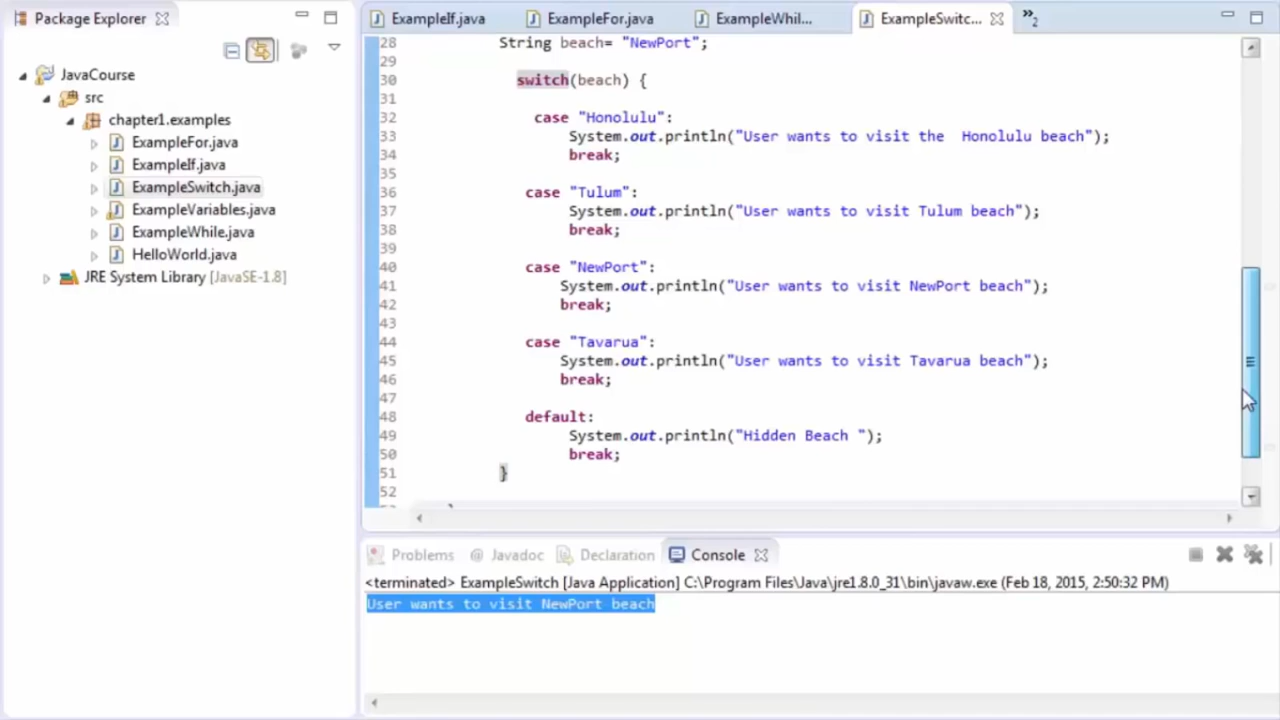 Package Explorer
JavaCourse
src
chapter1.examples
ExampleFor.java
ExampleIf.java
ExampleSwitch.java
ExampleVariables.java
ExampleWhile.java
HelloWorld.java
JRE System Library [JavaSE-1.8]
ExampleIf.java ExampleFor.java ExampleWhil... ExampleSwitc... »2
28 String beach= "NewPort";
29
30 switch(beach) {
31
32 case "Honolulu":
33 System.out.println("User wants to visit the  Honolulu beach");
34 break;
35
36 case "Tulum":
37 System.out.println("User wants to visit Tulum beach");
38 break;
39
40 case "NewPort":
41 System.out.println("User wants to visit NewPort beach");
42 break;
43
44 case "Tavarua":
45 System.out.println("User wants to visit Tavarua beach");
46 break;
47
48 default:
49 System.out.println("Hidden Beach ");
50 break;
51 }
52
Problems @ Javadoc Declaration Console
<terminated> ExampleSwitch [Java Application] C:\Program Files\Java\jre1.8.0_31\bin\javaw.exe (Feb 18, 2015, 2:50:32 PM)
User wants to visit NewPort beach